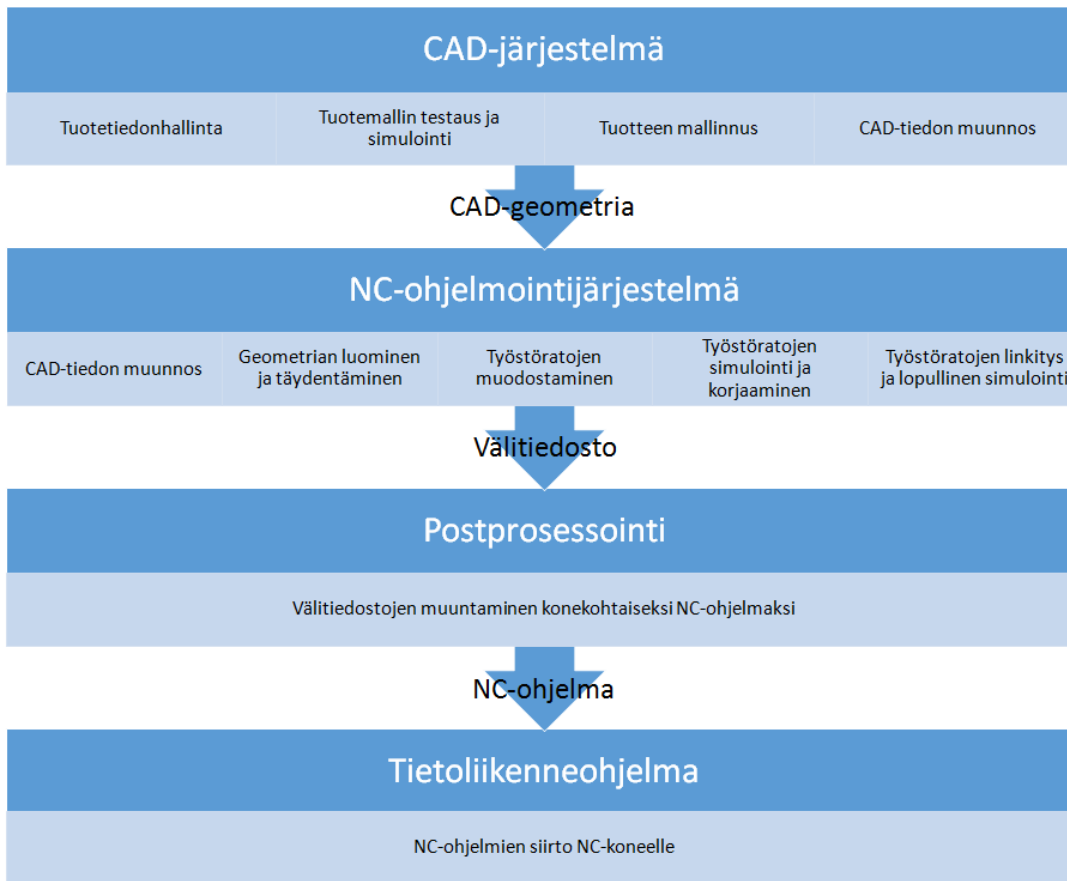 CAD-järjestelmä
Tuotetiedonhallinta
Tuotemallin testaus ja
simulointi
Tuotteen mallinnus
CAD-tiedon muunnos
CAD-geometria
NC-ohjelmointijärjestelmä
CAD-tiedon muunnos
Geometrian luominen
ja täydentäminen
Työstöratojen
muodostaminen
Työstöratojen
simulointi ja
korjaaminen
Työstöratojen linkitys
ja lopullinen simulointi
Välitiedosto
Postprosessointi
Välitiedostojen muuntaminen konekohtaiseksi NC-ohjelmaksi
NC-ohjelma
Tietoliikenneohjelma
NC-ohjelmien siirto NC-koneelle